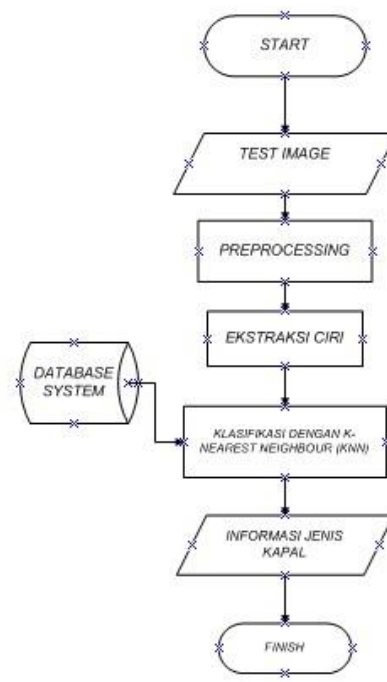 START
TEST IMAGE
PREPROCESSING
EKSTRAKSI CIRI
DATABASE
SYSTEM
KLASIFIKASI DENGAN K-
NEAREST NEIGHBOUR (KNN)
INFORMASI JENIS
KAPAL
FINISH